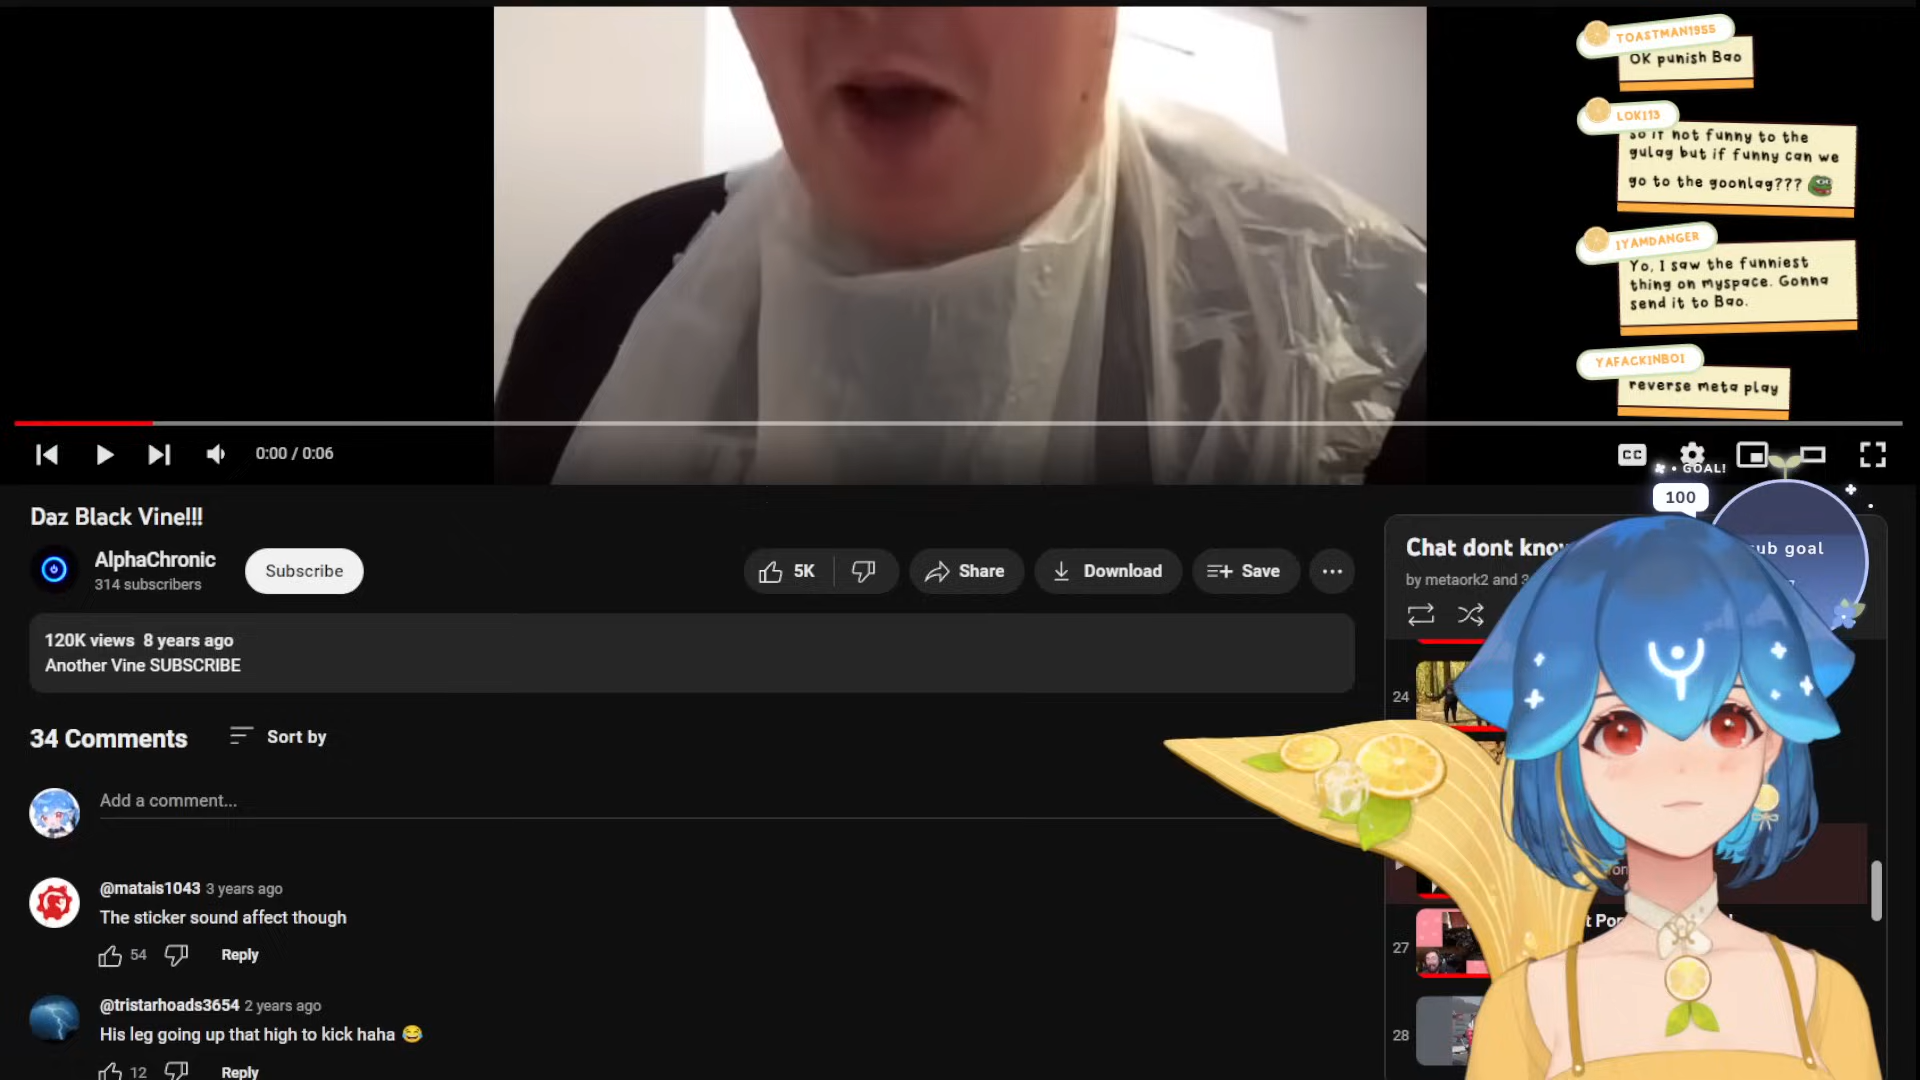 TOASTMAN1955
OK punish Bao
LOKI13
so if not funny to the
gulag but if funny can we
go to the goonlag???
IYAMDANGER
Yo, I saw the funniest
thing on myspace. Gonna
send it to Bao.
YAFACKINBOI
reverse meta play
0:00 / 0:06
CC
• GOAL!
100
sub goal
Daz Black Vine!!!
AlphaChronic
314 subscribers
Subscribe
5K
Share
Download
Save
Chat dont
by metaork2 and
120K views 8 years ago
Another Vine SUBSCRIBE
24
34 Comments
Sort by
Add a comment...
@matais1043 3 years ago
The sticker sound affect though
54
Reply
27
@tristarhoads3654 2 years ago
His leg going up that high to kick haha 😂
28
12
Reply